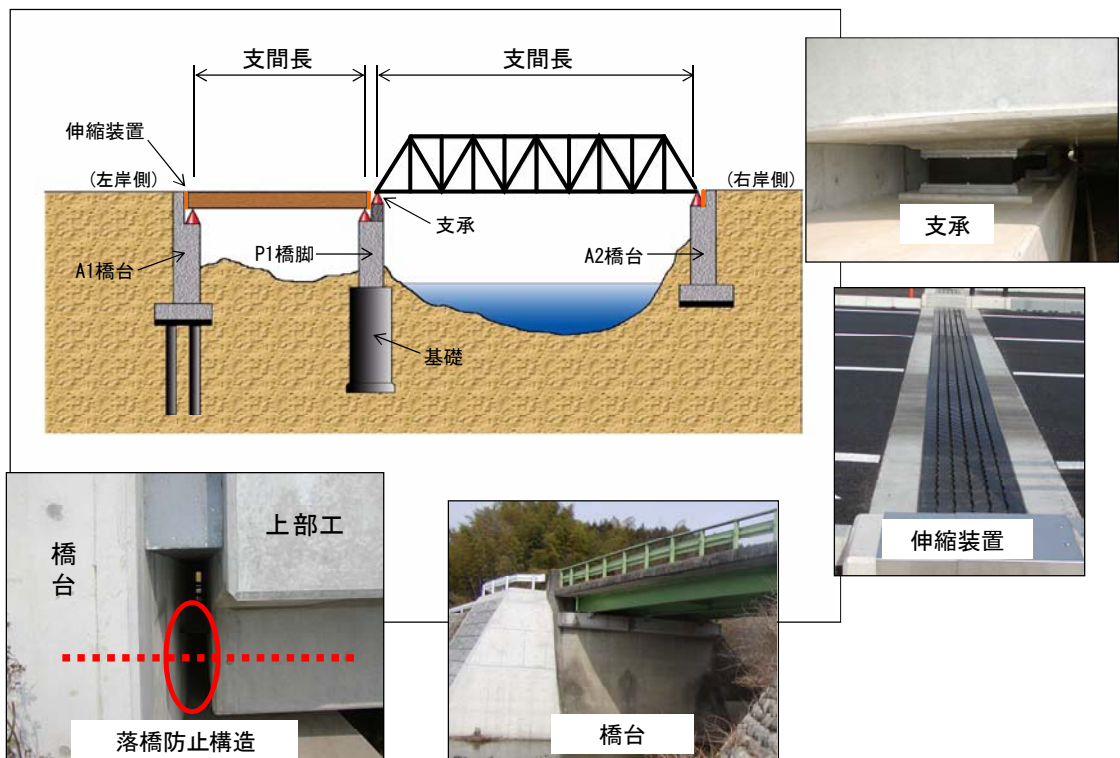 支間長
支間長
伸縮装置
(左岸側)
(右岸側)
支承
A1橋台
P1橋脚
A2橋台
基礎
支承
伸縮装置
橋台
上部工
落橋防止構造
橋台